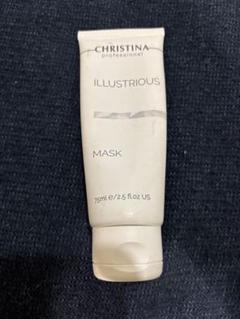 CHRISTINA
professional
ILLUSTRIOUS
MASK
75ml e/2.5 fl.oz US